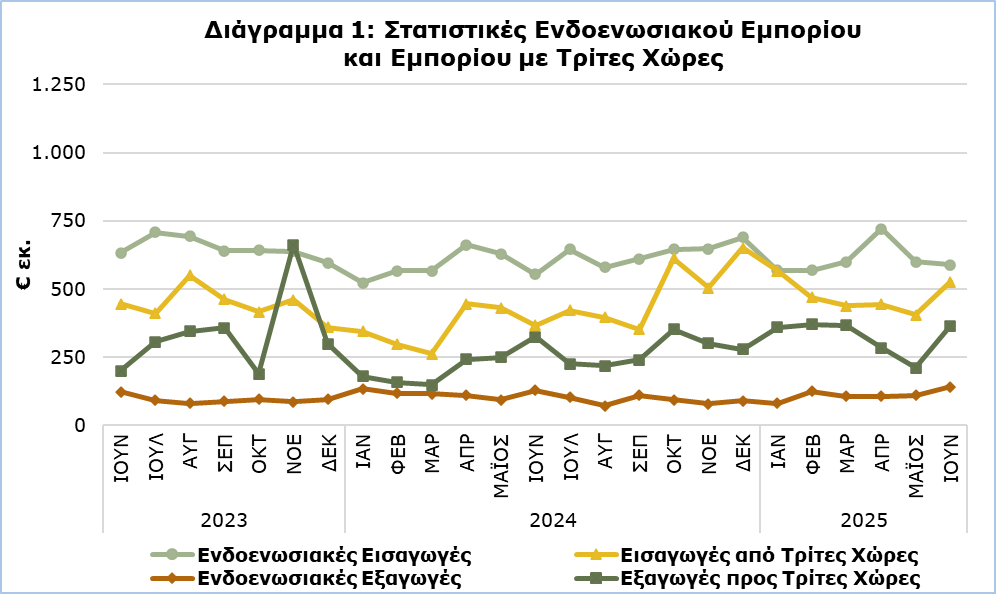 Διάγραμμα 1: Στατιστικές Ενδοενωσιακού Εμπορίου
και Εμπορίου με Τρίτες Χώρες
€ εκ.
1.250
1.000
750
500
250
0
ΙΟΥΝ ΙΟΥΛ ΑΥΓ ΣΕΠ ΟΚΤ ΝΟΕ ΔΕΚ ΙΑΝ ΦΕΒ ΜΑΡ ΑΠΡ ΜΑΪΟΣ ΙΟΥΝ ΙΟΥΛ ΑΥΓ ΣΕΠ ΟΚΤ ΝΟΕ ΔΕΚ ΙΑΝ ΦΕΒ ΜΑΡ ΑΠΡ ΜΑΪΟΣ ΙΟΥΝ
2023 2024 2025
Ενδοενωσιακές Εισαγωγές Εισαγωγές από Τρίτες Χώρες
Ενδοενωσιακές Εξαγωγές Εξαγωγές προς Τρίτες Χώρες